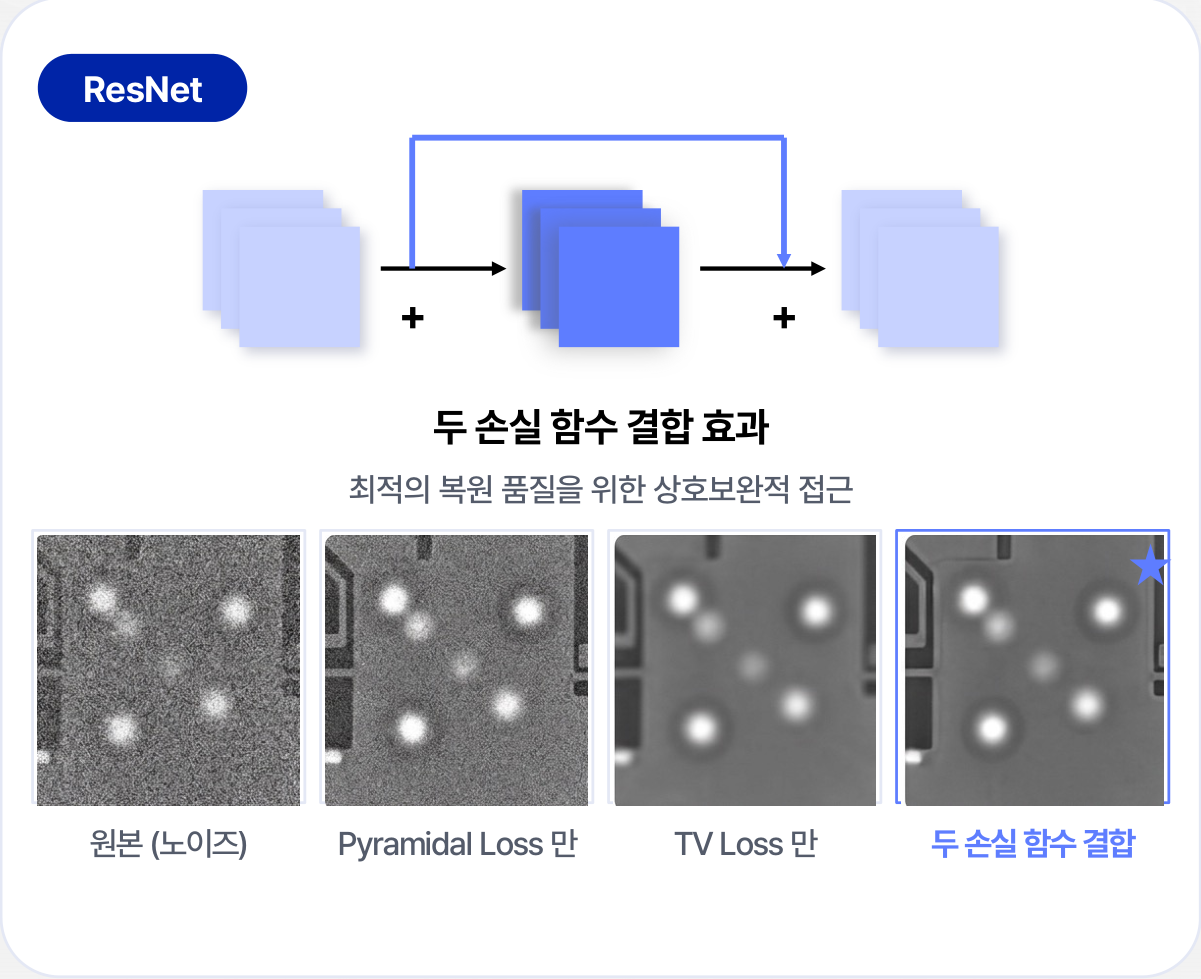 ResNet
+ +
두 손실 함수 결합 효과
최적의 복원 품질을 위한 상호보완적 접근
원본 (노이즈) Pyramidal Loss 만 TV Loss 만 두 손실 함수 결합